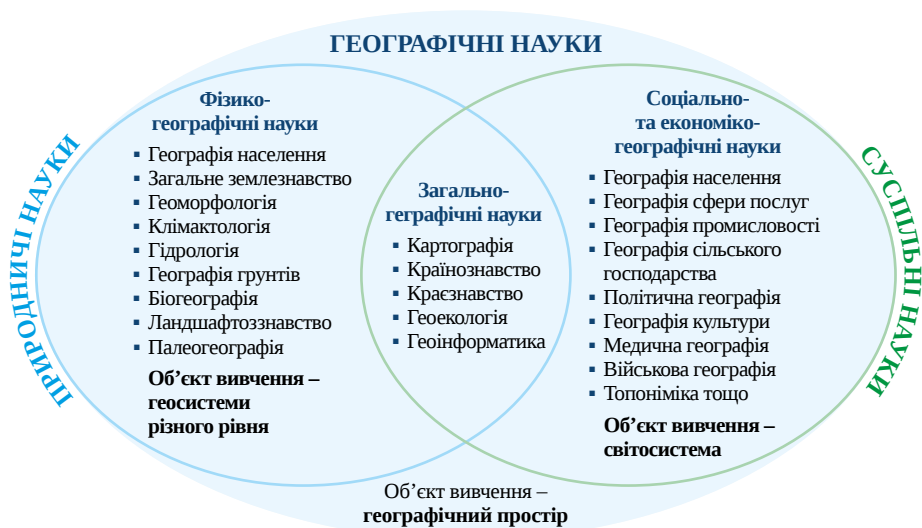 ГЕОГРАФІЧНІ НАУКИ
ПРИРОДНИЧІ НАУКИ
Фізико-
географічні науки
▪ Географія населення
▪ Загальне землезнавство
▪ Геоморфологія
▪ Клімактологія
▪ Гідрологія
▪ Географія грунтів
▪ Біогеографія
▪ Ландшафтоззнавство
▪ Палеогеографія
Об’єкт вивчення –
геосистеми
різного рівня
Загально-
геграфічні науки
▪ Картографія
▪ Країнознавство
▪ Краєзнавство
▪ Геоекологія
▪ Геоінформатика
Соціально-
та економіко-
географічні науки
▪ Географія населення
▪ Географія сфери послуг
▪ Географія промисловості
▪ Географія сільського
господарства
▪ Політична географія
▪ Географія культури
▪ Медична географія
▪ Військова географія
▪ Топоніміка тощо
Об’єкт вивчення –
світосистема
СУСПІЛЬНІ НАУКИ
Об’єкт вивчення –
географічний простір